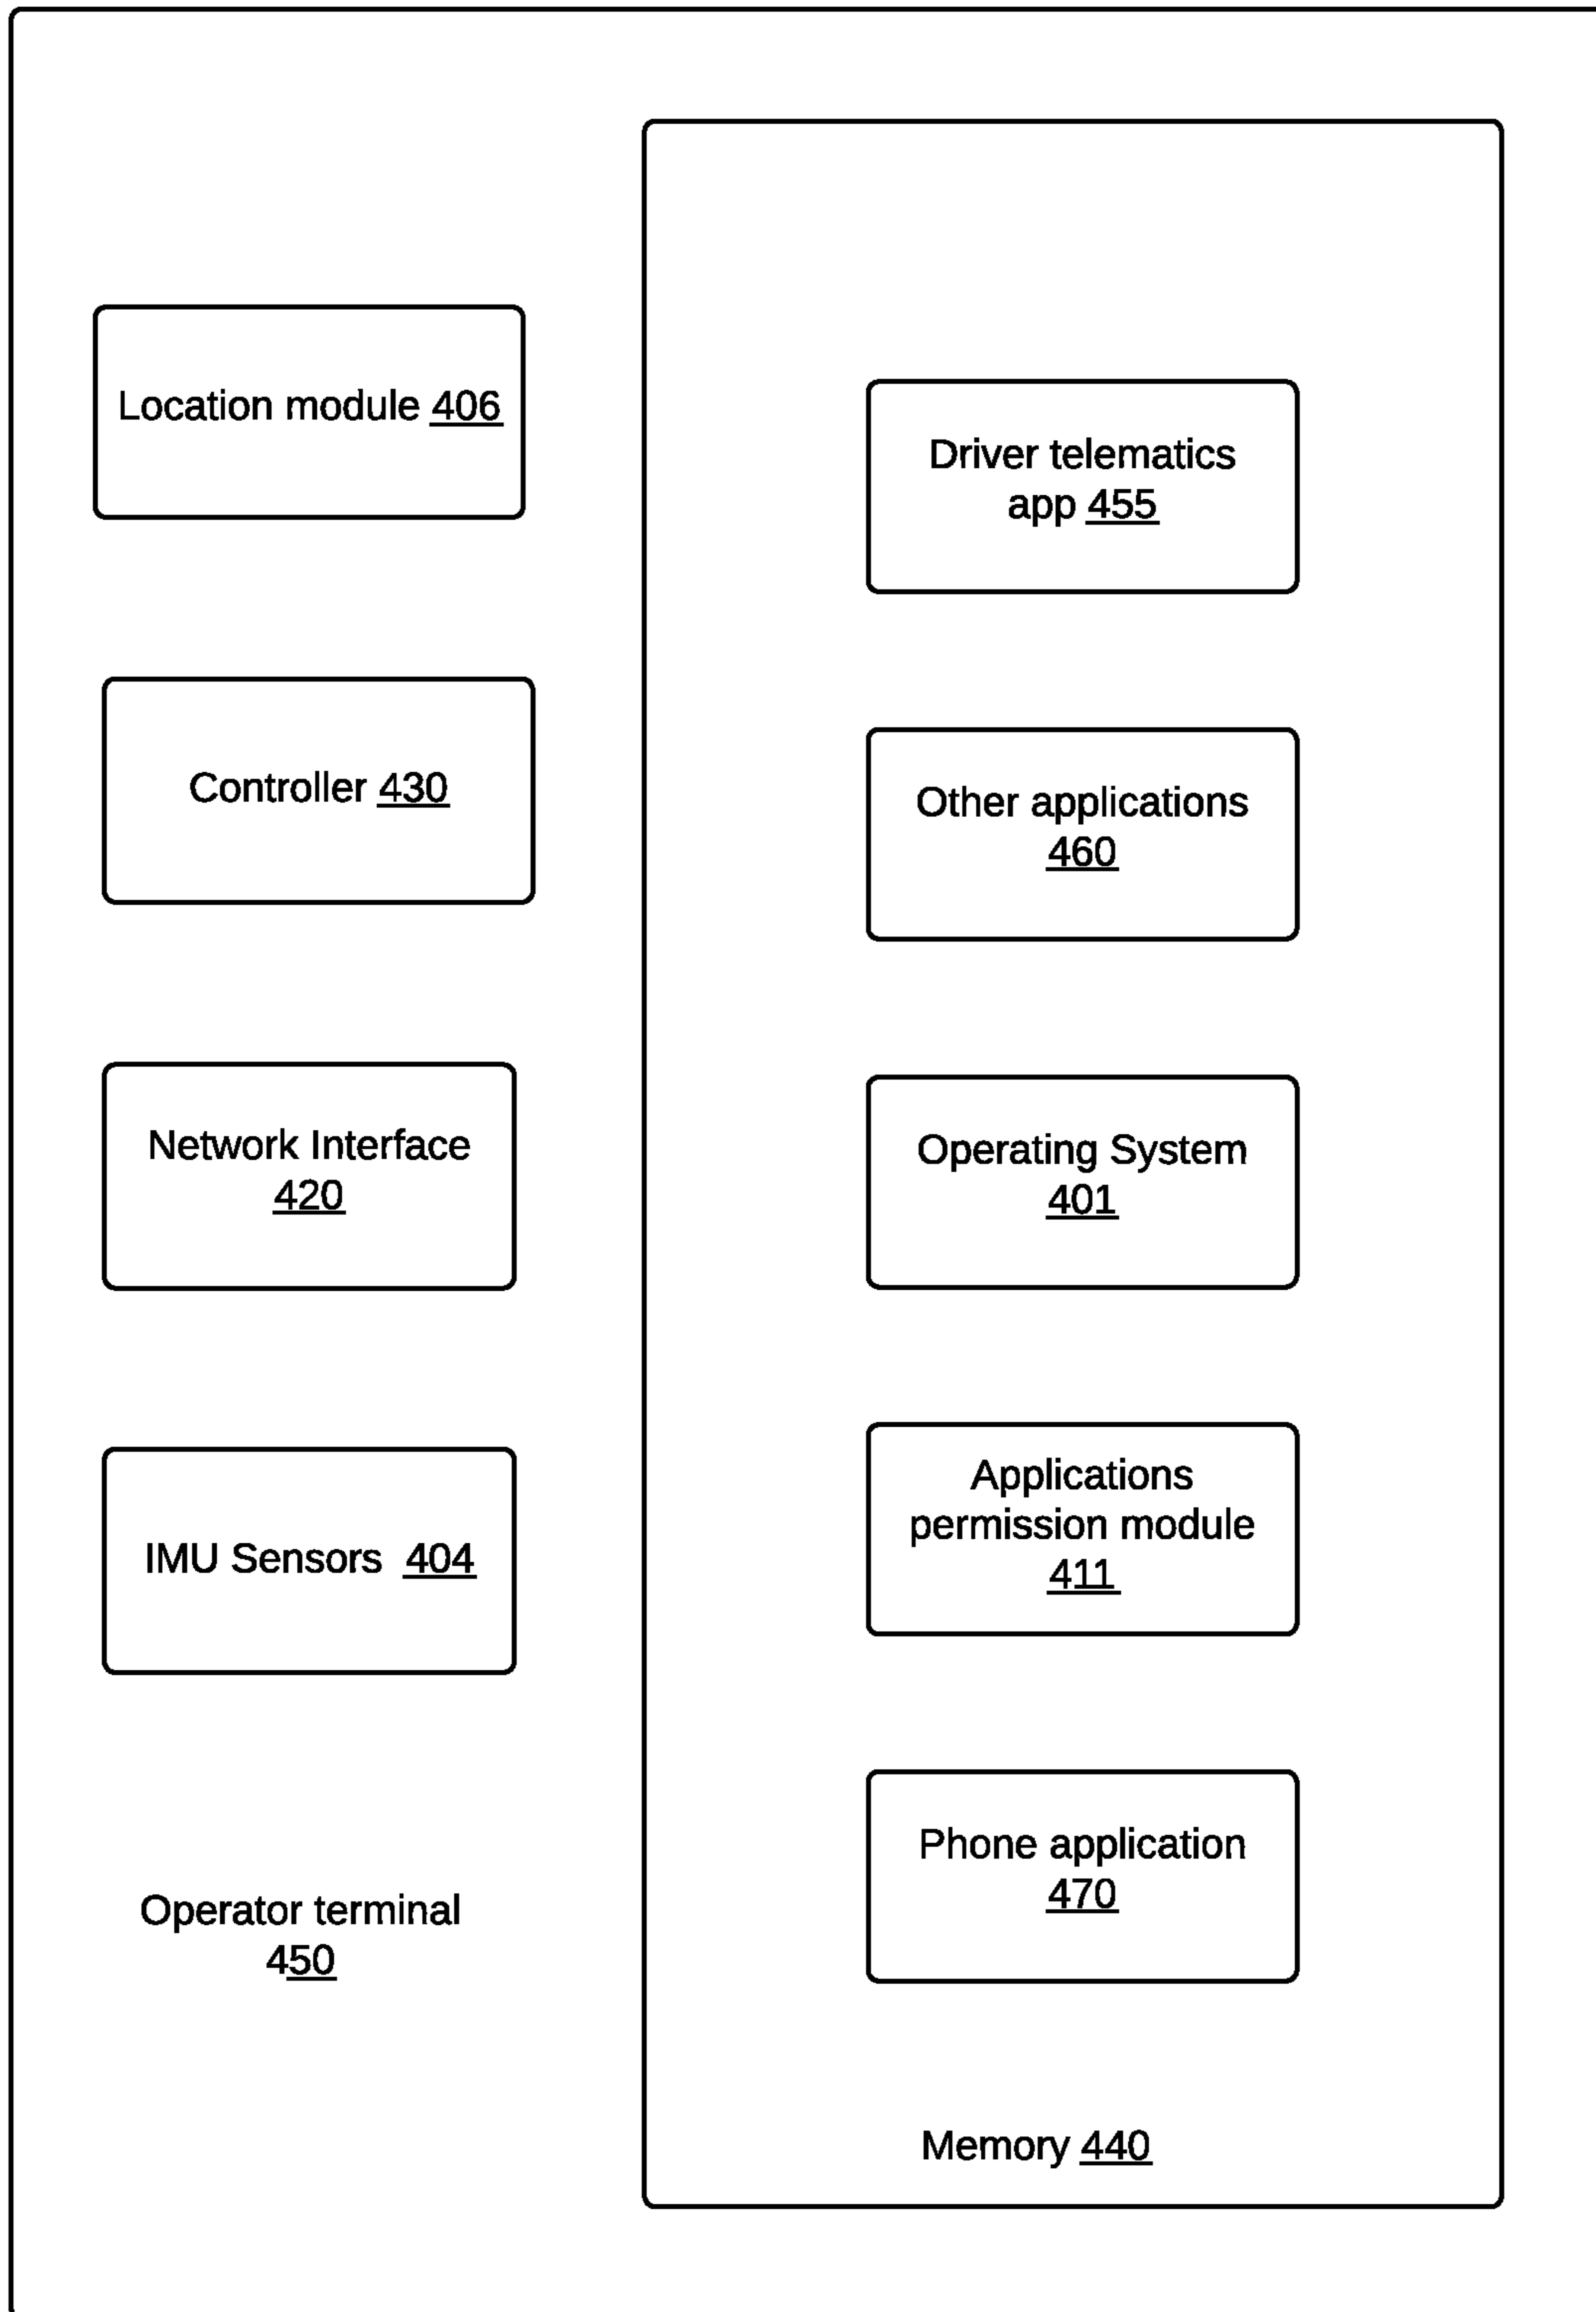 Location module 406
Controller 430
Network Interface
420
IMU Sensors 404
Operator terminal
450
Driver telematics
app 455
Other applications
460
Operating System
401
Applications
permission module
411
Phone application
470
Memory 440